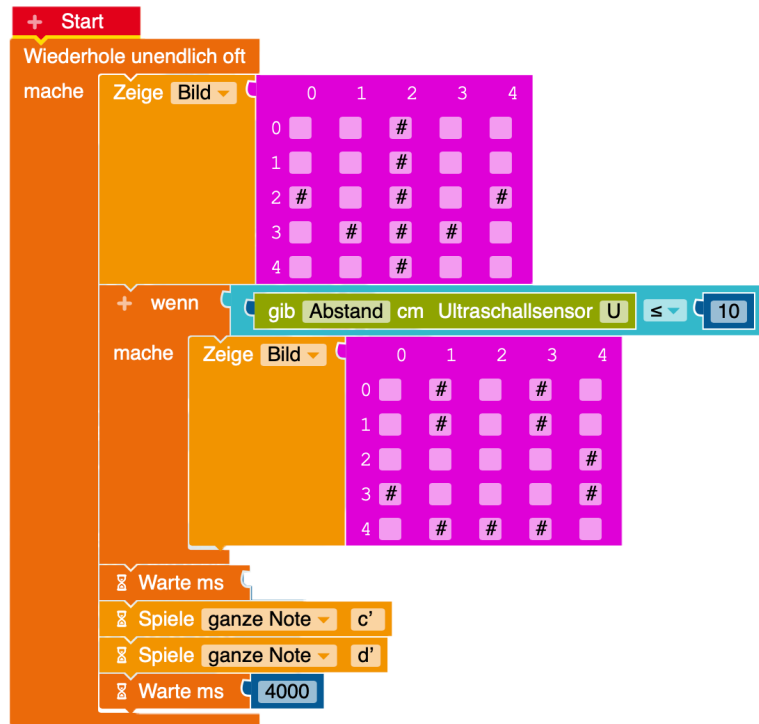 + Start
Wiederhole unendlich oft
mache Zeige Bild 0 1 2 3 4
0 #
1 #
2 # # #
3 # # #
4 #
+ wenn gib Abstand cm Ultraschallsensor U ≤ 10
mache Zeige Bild 0 1 2 3 4
0 # #
1 # #
2 #
3 # #
4 # # #
Warte ms
Spiele ganze Note c’
Spiele ganze Note d’
Warte ms 4000